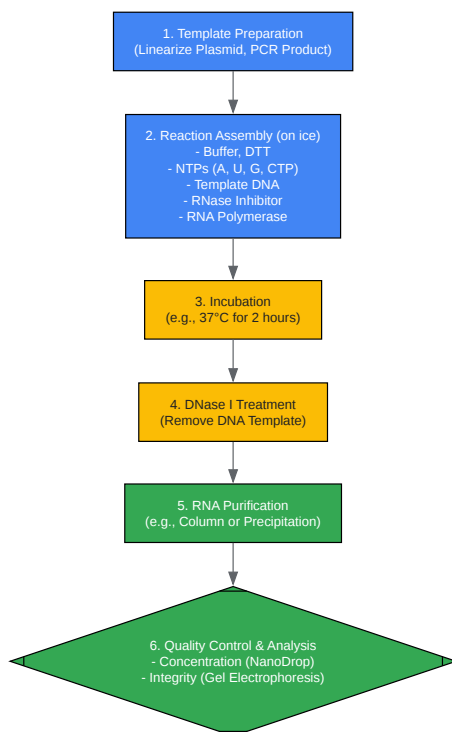 1. Template Preparation
(Linearize Plasmid, PCR Product)
2. Reaction Assembly (on ice)
- Buffer, DTT
- NTPs (A, U, G, CTP)
- Template DNA
- RNase Inhibitor
- RNA Polymerase
3. Incubation
(e.g., 37°C for 2 hours)
4. DNase I Treatment
(Remove DNA Template)
5. RNA Purification
(e.g., Column or Precipitation)
6. Quality Control & Analysis
- Concentration (NanoDrop)
- Integrity (Gel Electrophoresis)